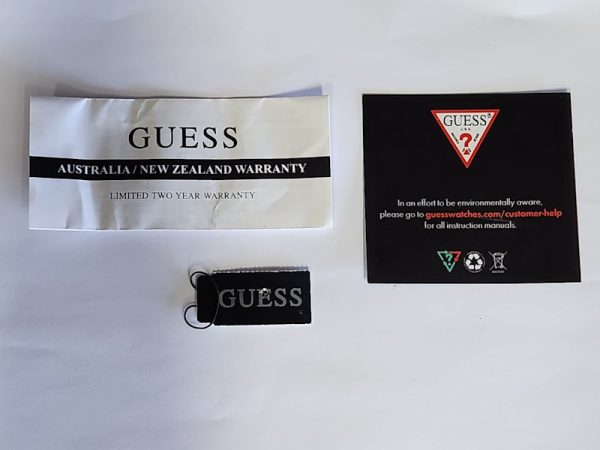 GUESS
AUSTRALIA / NEW ZEALAND WARRANTY
LIMITED TWO YEAR WARRANTY
GUESS®
U.S.A.
?
In an effort to be environmentally aware,
please go to guesswatches.com/customer-help
for all instruction manuals.
GUESS